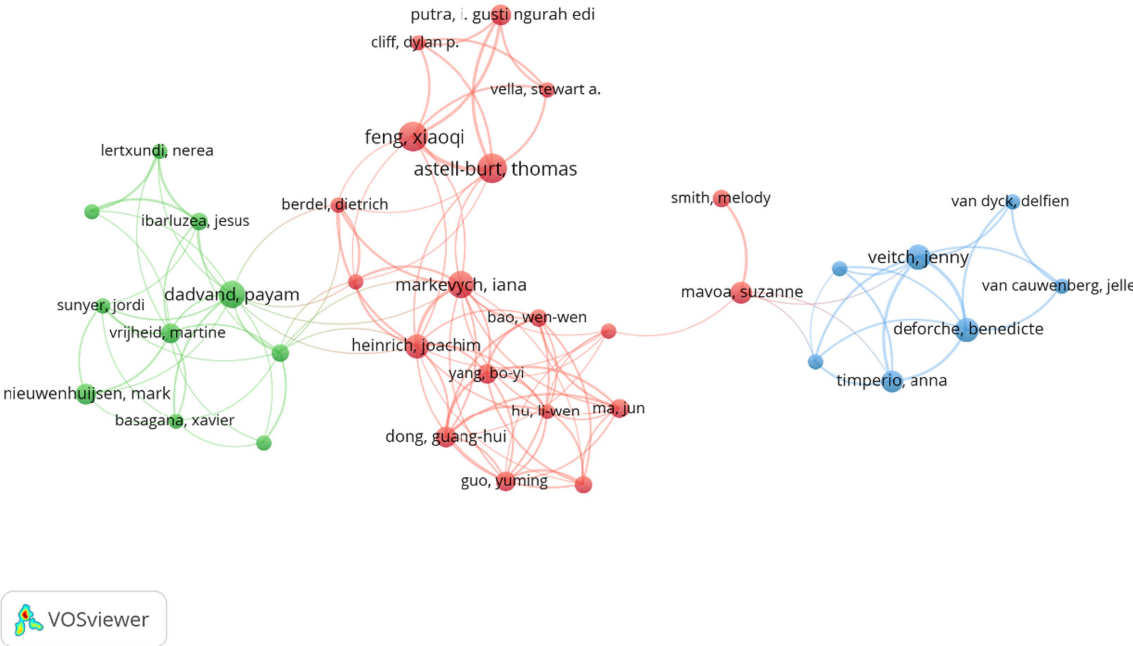 putra, i. gusti ngurah edi
cliff, dylan p.
vella, stewart a.
feng, xiaoqi
lertxundi, nerea
astell-burt, thomas
smith, melody
van dyck, delfien
berdel, dietrich
ibarluzea, jesus
veitch, jenny
markevych, iana
van cauwenberg, jelle
mavoa, suzanne
dadvand, payam
sunyer, jordi
bao, wen-wen
deforche, benedicte
vrijheid, martine
heinrich, joachim
yang, bo-yi
timperio, anna
nieuwenhuijsen, mark
hu, li-wen
ma, jun
basagana, xavier
dong, guang-hui
guo, yuming
VOSviewer